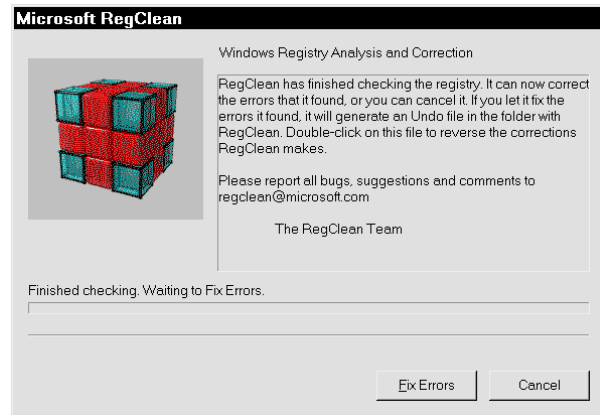 Microsoft RegClean
Windows Registry Analysis and Correction
RegClean has finished checking the registry. It can now correct
the errors that it found, or you can cancel it. If you let it fix the
errors it found, it will generate an Undo file in the folder with
RegClean. Double-click on this file to reverse the corrections
RegClean makes.
Please report all bugs, suggestions and comments to
regclean@microsoft.com
The RegClean Team
Finished checking. Waiting to Fix Errors.
Fix Errors
Cancel